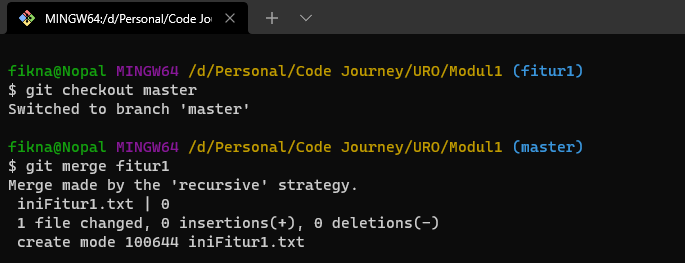 MINGW64:/d/Personal/Code Jo
fikna@Nopal MINGW64 /d/Personal/Code Journey/URO/Modul1 (fitur1)
$ git checkout master
Switched to branch 'master'
fikna@Nopal MINGW64 /d/Personal/Code Journey/URO/Modul1 (master)
$ git merge fitur1
Merge made by the 'recursive' strategy.
 iniFitur1.txt | 0
 1 file changed, 0 insertions(+), 0 deletions(-)
 create mode 100644 iniFitur1.txt